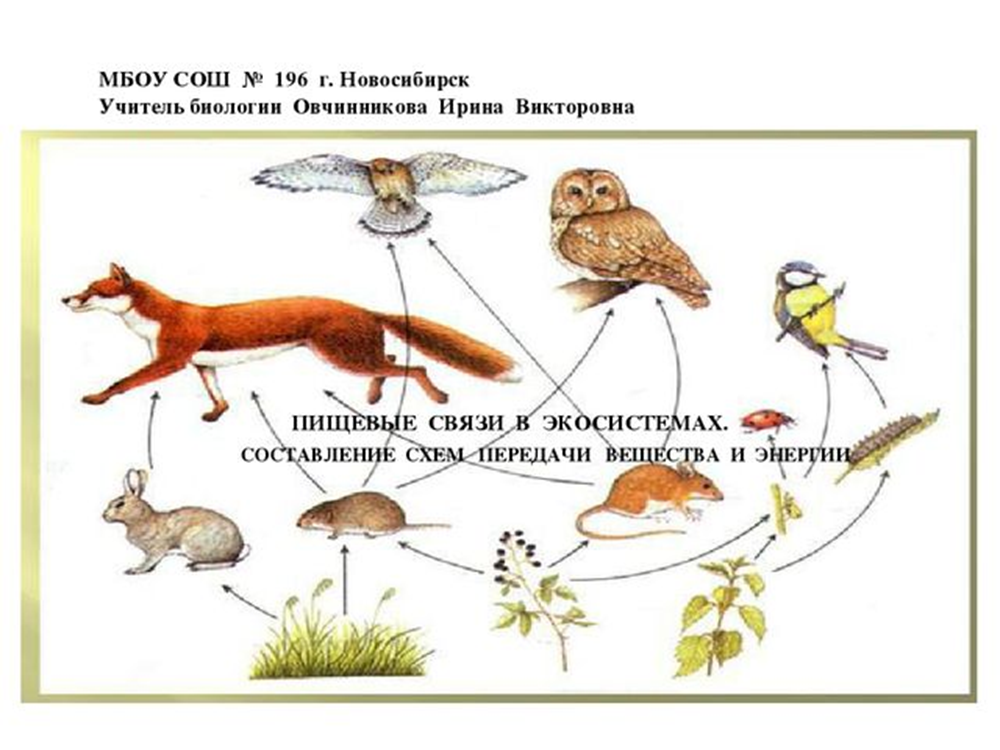 МБОУ СОШ № 196 г. Новосибирск
Учитель биологии Овчинникова Ирина Викторовна
ПИЩЕВЫЕ СВЯЗИ В ЭКОСИСТЕМАХ.
СОСТАВЛЕНИЕ СХЕМ ПЕРЕДАЧИ ВЕЩЕСТВА И ЭНЕРГИИ